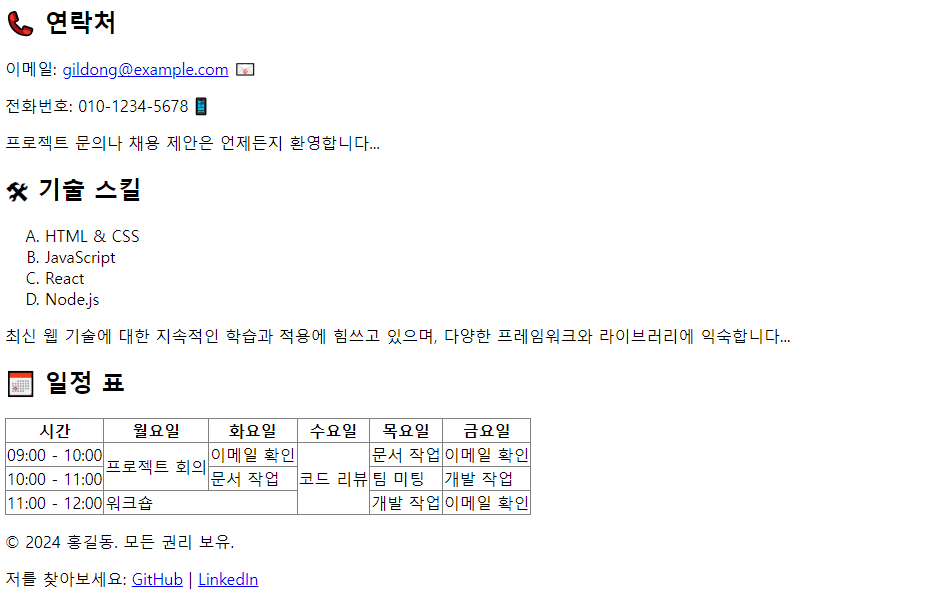 📞 연락처
이메일: gildong@example.com 📧
전화번호: 010-1234-5678 📱
프로젝트 문의나 채용 제안은 언제든지 환영합니다...
🛠 기술 스킬
A. HTML & CSS
B. JavaScript
C. React
D. Node.js
최신 웹 기술에 대한 지속적인 학습과 적용에 힘쓰고 있으며, 다양한 프레임워크와 라이브러리에 익숙합니다...
📅 일정 표
시간 월요일 화요일 수요일 목요일 금요일
09:00 - 10:00 프로젝트 회의 이메일 확인 코드 리뷰 문서 작업 이메일 확인
10:00 - 11:00 문서 작업 팀 미팅 개발 작업
11:00 - 12:00 워크숍 개발 작업 이메일 확인
© 2024 홍길동. 모든 권리 보유.
저를 찾아보세요: GitHub | LinkedIn